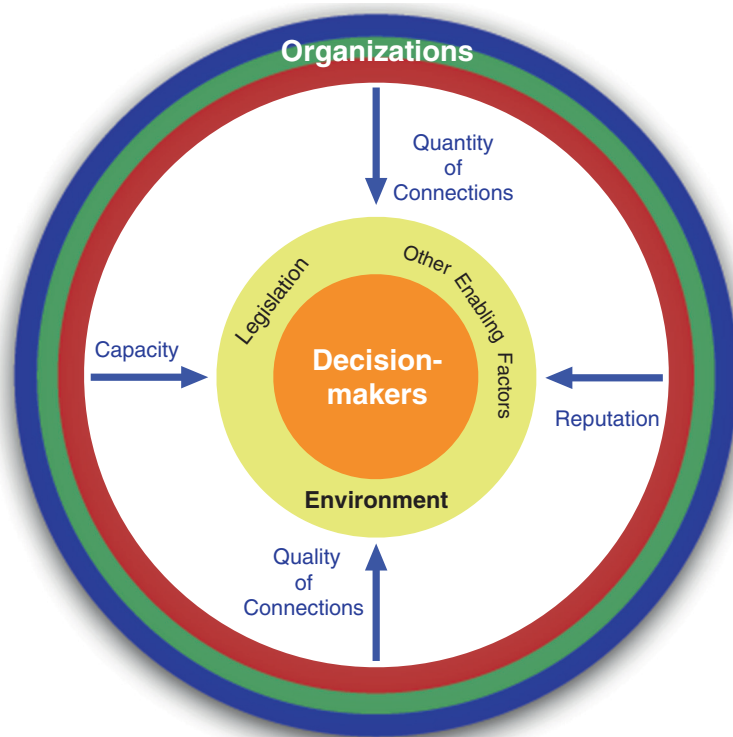 Organizations
Quantity
of
Connections
Legislation
Other Enabling Factors
Capacity
Decision-
makers
Reputation
Environment
Quality
of
Connections